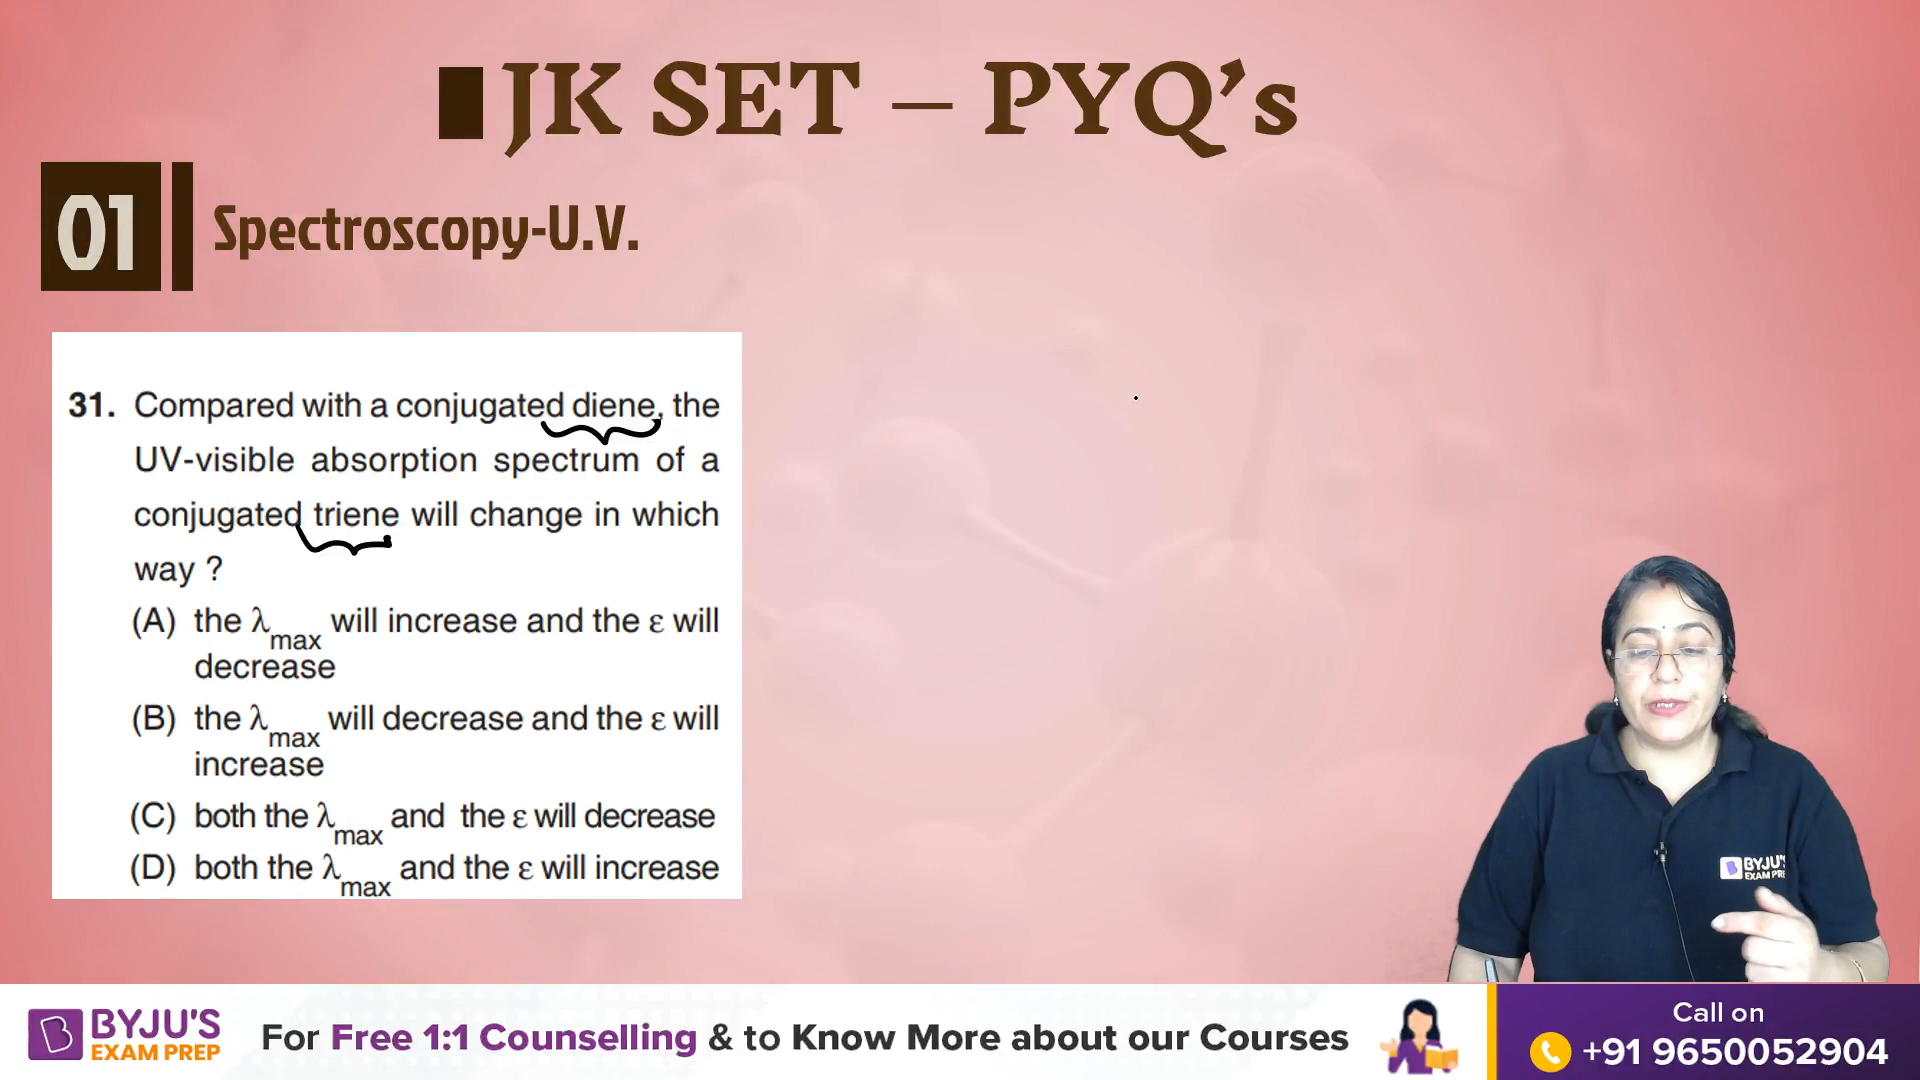 JK SET – PYQ’s
01
Spectroscopy-U.V.
31. Compared with a conjugated diene, the
UV-visible absorption spectrum of a
conjugated triene will change in which
way ?
(A) the λmax will increase and the ε will
decrease
(B) the λmax will decrease and the ε will
increase
(C) both the λmax and the ε will decrease
(D) both the λmax and the ε will increase
BYJU'S
EXAM PREP
BYJU'S
EXAM PREP
For Free 1:1 Counselling & to Know More about our Courses
Call on
+91 9650052904